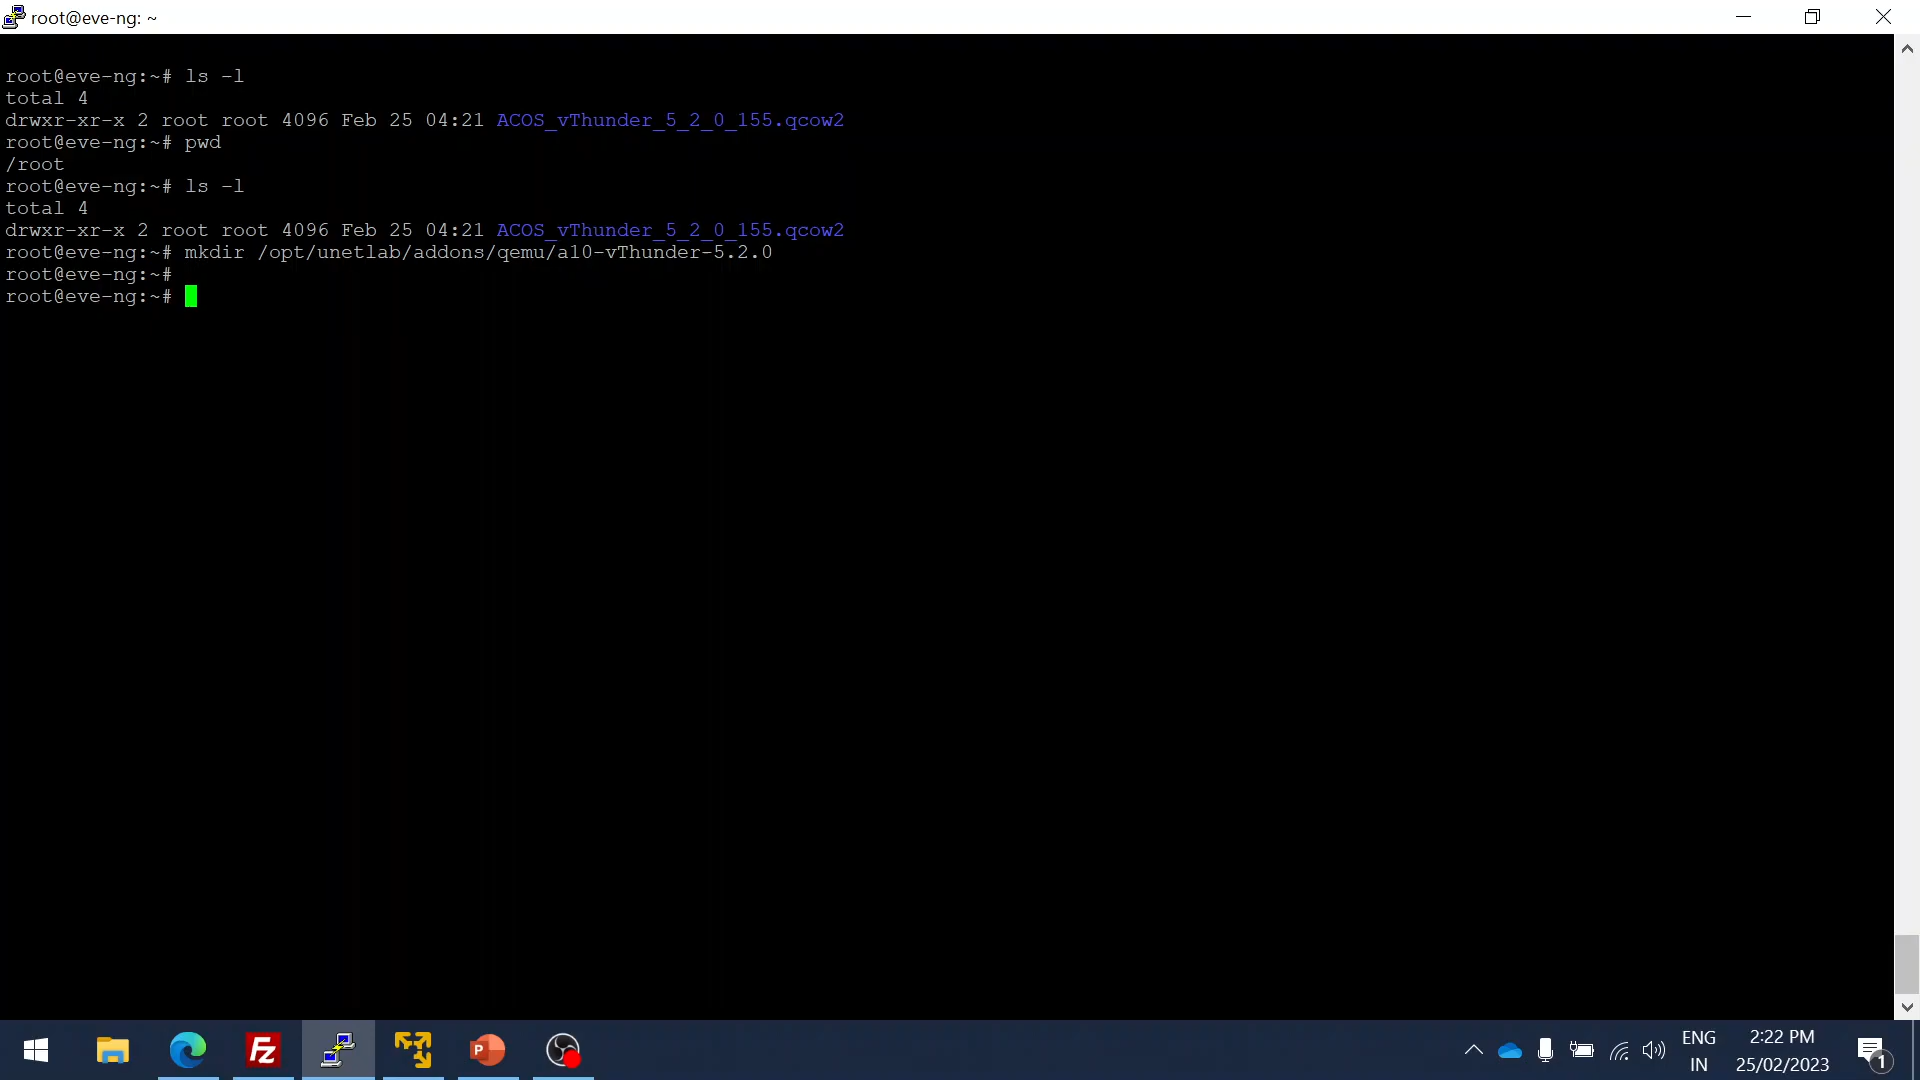 root@eve-ng: ~
root@eve-ng:~# ls -l
total 4
drwxr-xr-x 2 root root 4096 Feb 25 04:21 ACOS_vThunder_5_2_0_155.qcow2
root@eve-ng:~# pwd
/root
root@eve-ng:~# ls -l
total 4
drwxr-xr-x 2 root root 4096 Feb 25 04:21 ACOS_vThunder_5_2_0_155.qcow2
root@eve-ng:~# mkdir /opt/unetlab/addons/qemu/a10-vThunder-5.2.0
root@eve-ng:~#
root@eve-ng:~#
Fz
P
ENG
IN
2:22 PM
25/02/2023
1